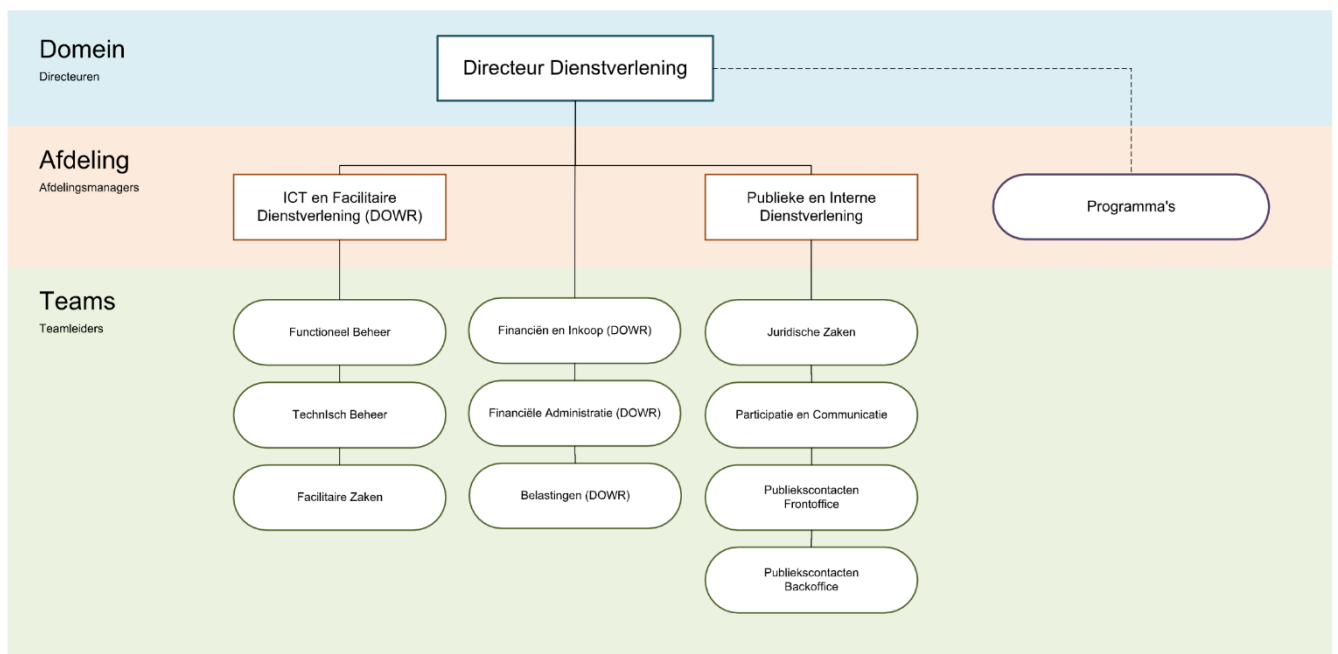 Domein
Directeuren
Directeur Dienstverlening
Afdeling
Afdelingsmanagers
ICT en Facilitaire
Dienstverlening (DOWR)
Publieke en Interne
Dienstverlening
Programma's
Teams
Teamleiders
Functioneel Beheer
TechnIsch Beheer
Facilitaire Zaken
Financiën en Inkoop (DOWR)
Financiële Administratie (DOWR)
Belastingen (DOWR)
Juridische Zaken
Participatie en Communicatie
Publiekscontacten
Frontoffice
Publiekscontacten
Backoffice